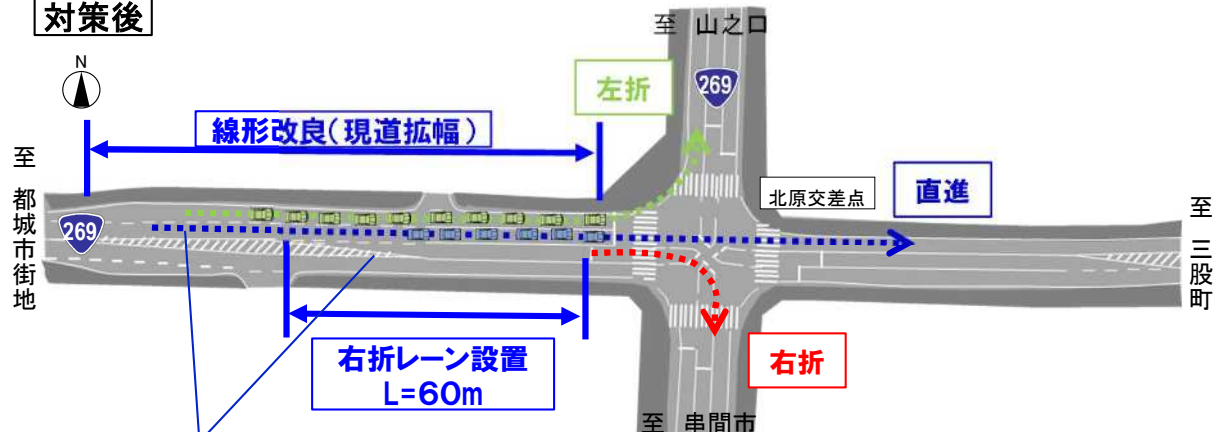 対策後
至 山之口
N
269
左折
線形改良(現道拡幅)
至 都城市街地
269
北原交差点
直進
至 三股町
右折レーン設置
L=60m
右折
至 串間市